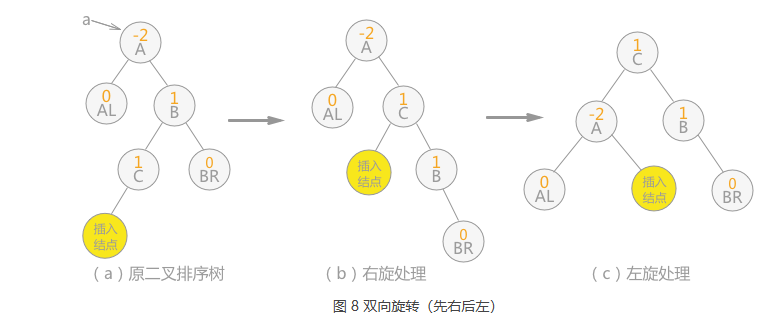 a
-2
A
0
AL
1
B
1
C
0
BR
插入
结点
(a)原二叉排序树
-2
A
0
AL
1
C
插入
结点
1
B
0
BR
(b)右旋处理
1
C
-2
A
1
B
0
AL
插入
结点
0
BR
(c)左旋处理
图 8 双向旋转（先右后左）